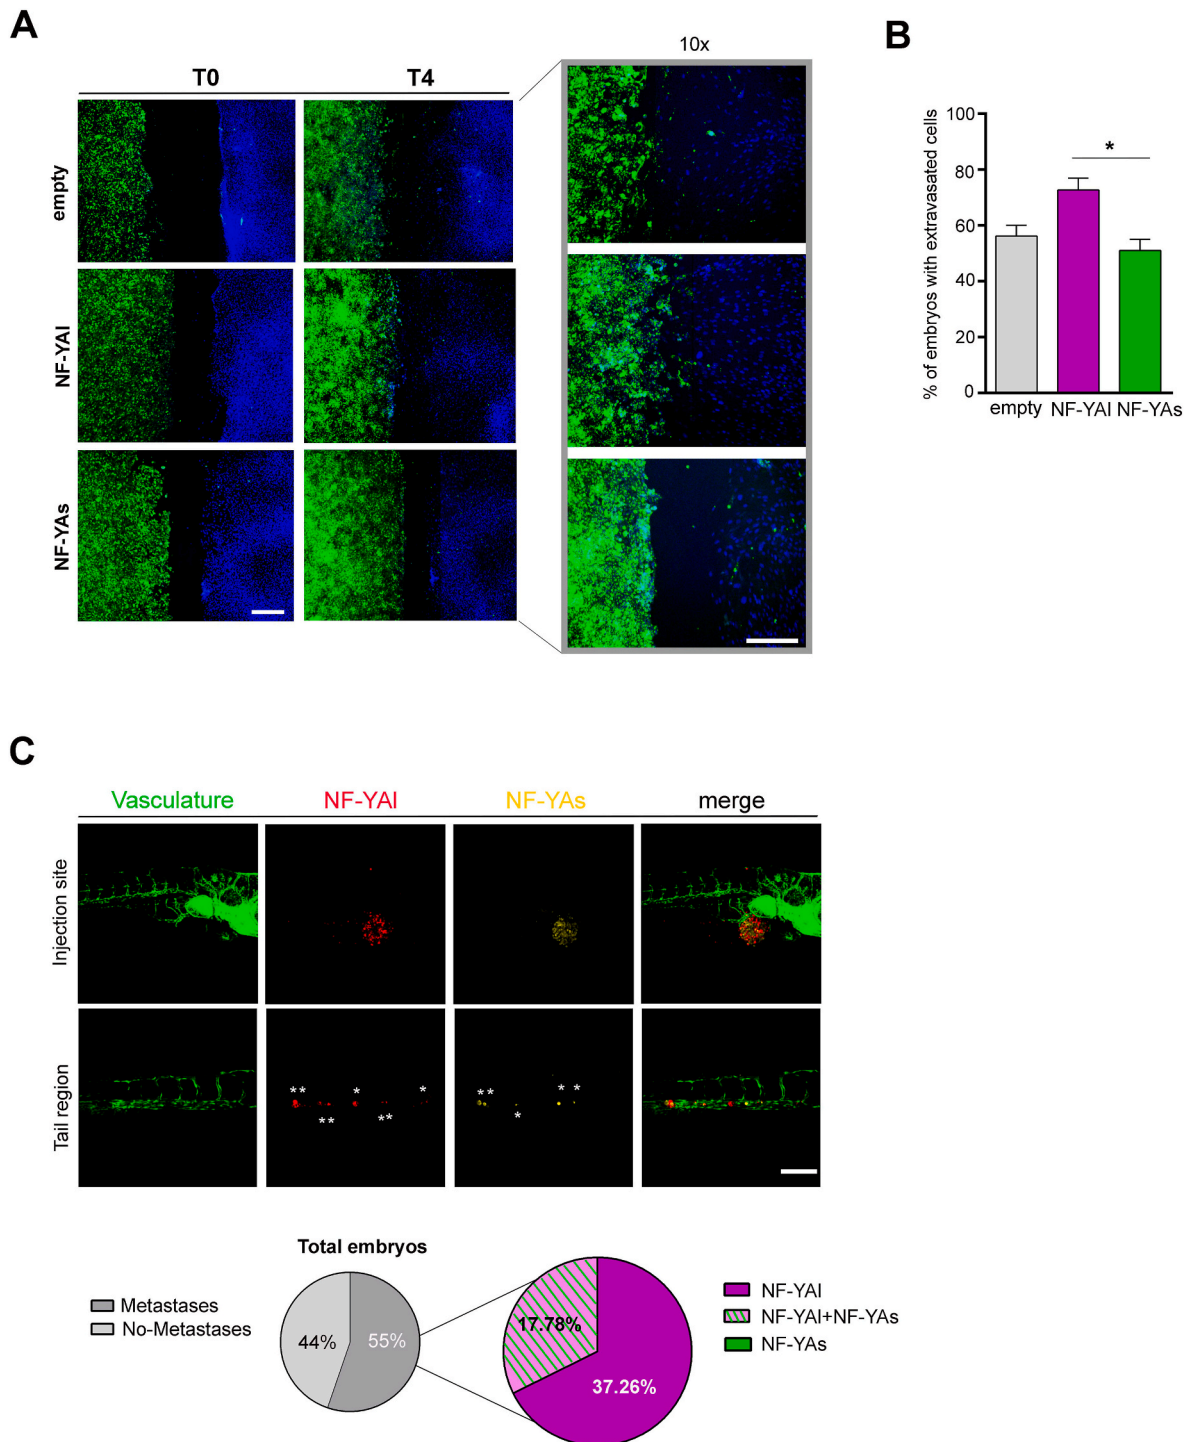 A
T0
T4
10x
empty
NF-YAl
NF-YAs
B
% of embryos with extravasated cells
100
80
60
40
20
0
*
empty NF-YAl NF-YAs
C
Vasculature
NF-YAl
NF-YAs
merge
Injection site
Tail region
** * *
** **
** * *
*
Total embryos
Metastases
No-Metastases
44%
55%
17.78%
37.26%
NF-YAl
NF-YAl+NF-YAs
NF-YAs